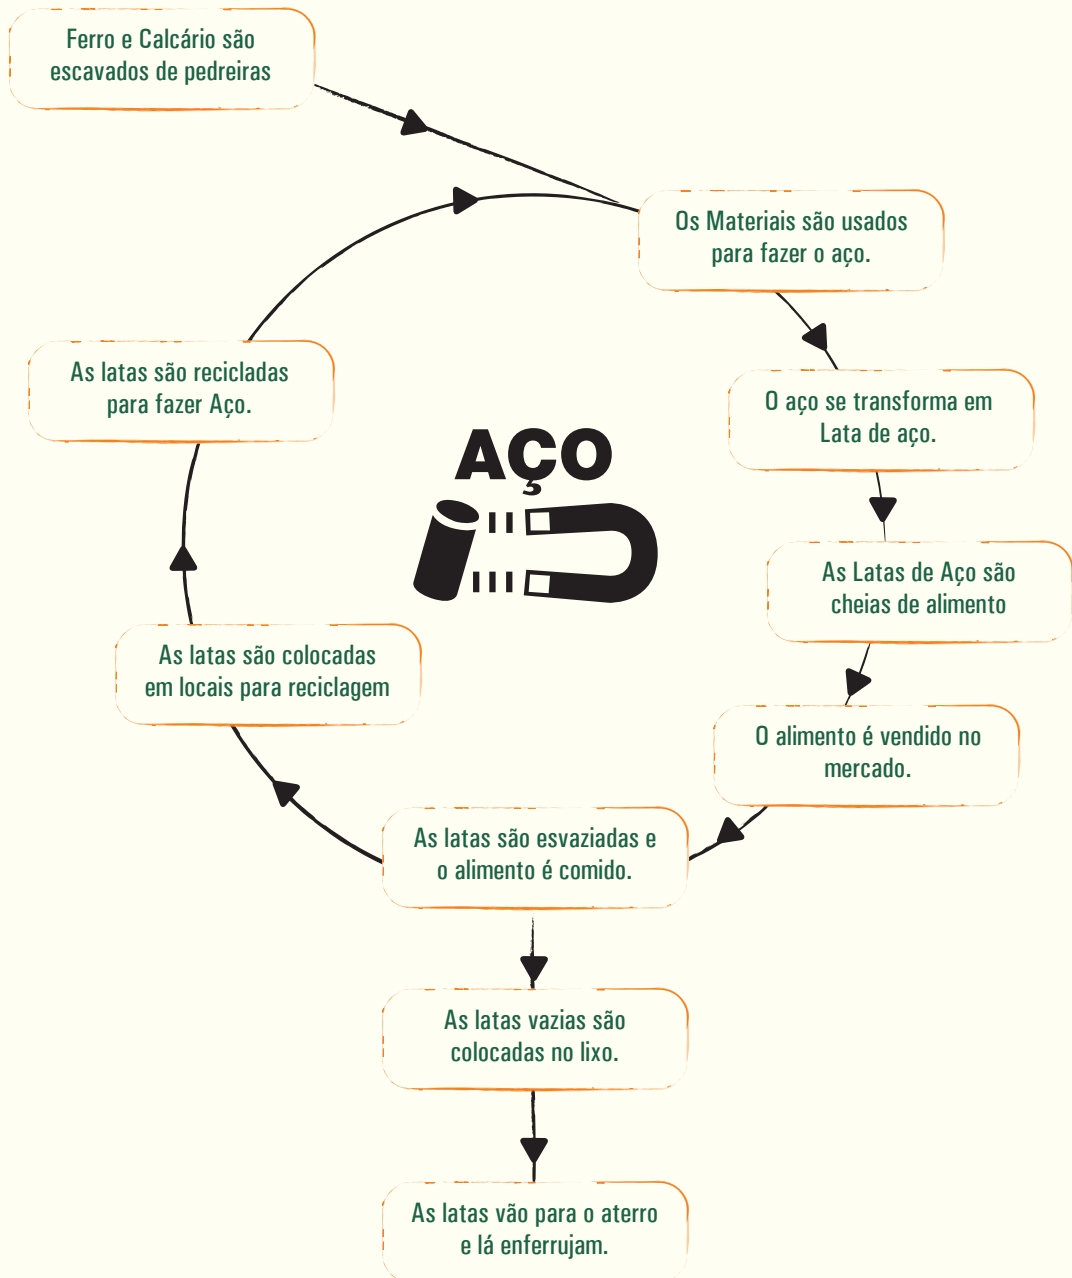 Ferro e Calcário são
escavados de pedreiras
Os Materiais são usados
para fazer o aço.
As latas são recicladas
para fazer Aço.
O aço se transforma em
Lata de aço.
AÇO
As Latas de Aço são
cheias de alimento
As latas são colocadas
em locais para reciclagem
O alimento é vendido no
mercado.
As latas são esvaziadas e
o alimento é comido.
As latas vazias são
colocadas no lixo.
As latas vão para o aterro
e lá enferrujam.